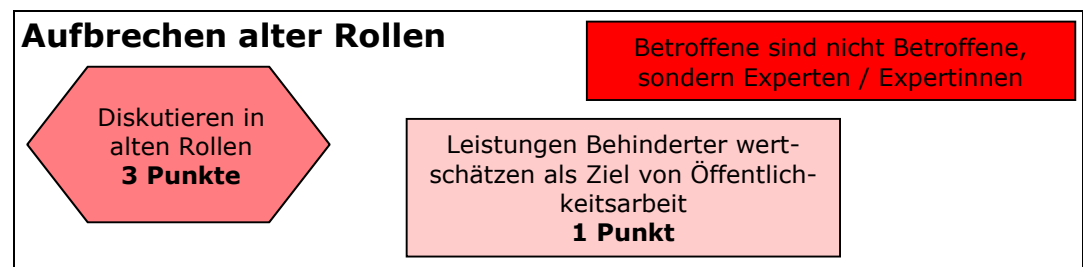 Aufbrechen alter Rollen
Betroffene sind nicht Betroffene,
sondern Experten / Expertinnen
Diskutieren in
alten Rollen
3 Punkte
Leistungen Behinderter wert-
schätzen als Ziel von Öffentlich-
keitsarbeit
1 Punkt